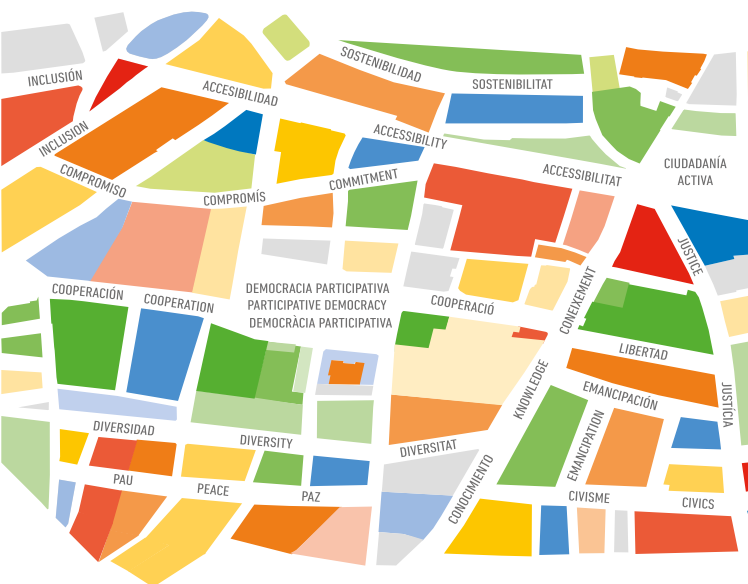 SOSTENIBILIDAD
INCLUSIÓN
SOSTENIBILITAT
ACCESIBILIDAD
INCLUSION
ACCESSIBILITY
CIUDADANÍA
ACTIVA
ACCESSIBILITAT
COMPROMISO
COMMITMENT
COMPROMÍS
JUSTICE
DEMOCRACIA PARTICIPATIVA
PARTICIPATIVE DEMOCRACY
DEMOCRÀCIA PARTICIPATIVA
COOPERACIÓN
COOPERATION
COOPERACIÓ
CONEIXEMENT
LIBERTAD
KNOWLEDGE
EMANCIPACIÓN
JUSTÍCIA
DIVERSIDAD
DIVERSITY
DIVERSITAT
EMANCIPATION
PAU
PEACE
PAZ
CONOCIMIENTO
CIVISME
CIVICS